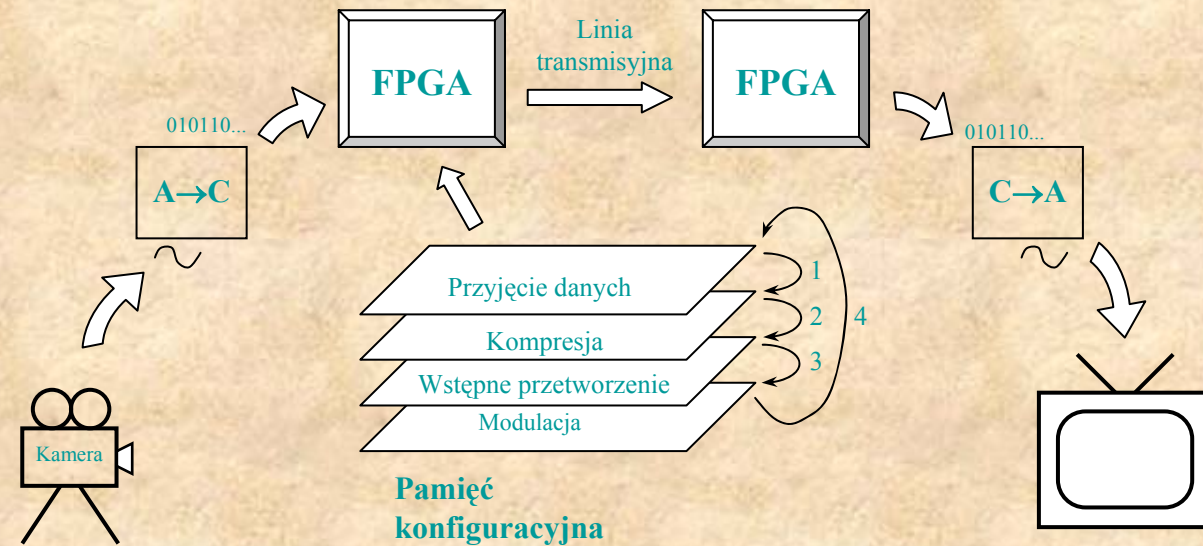 Linia
transmisyjna
FPGA
FPGA
010110...
010110...
A→C
C→A
Przyjęcie danych
1
Kompresja
2
4
Wstępne przetworzenie
3
Modulacja
Kamera
Pamięć
konfiguracyjna